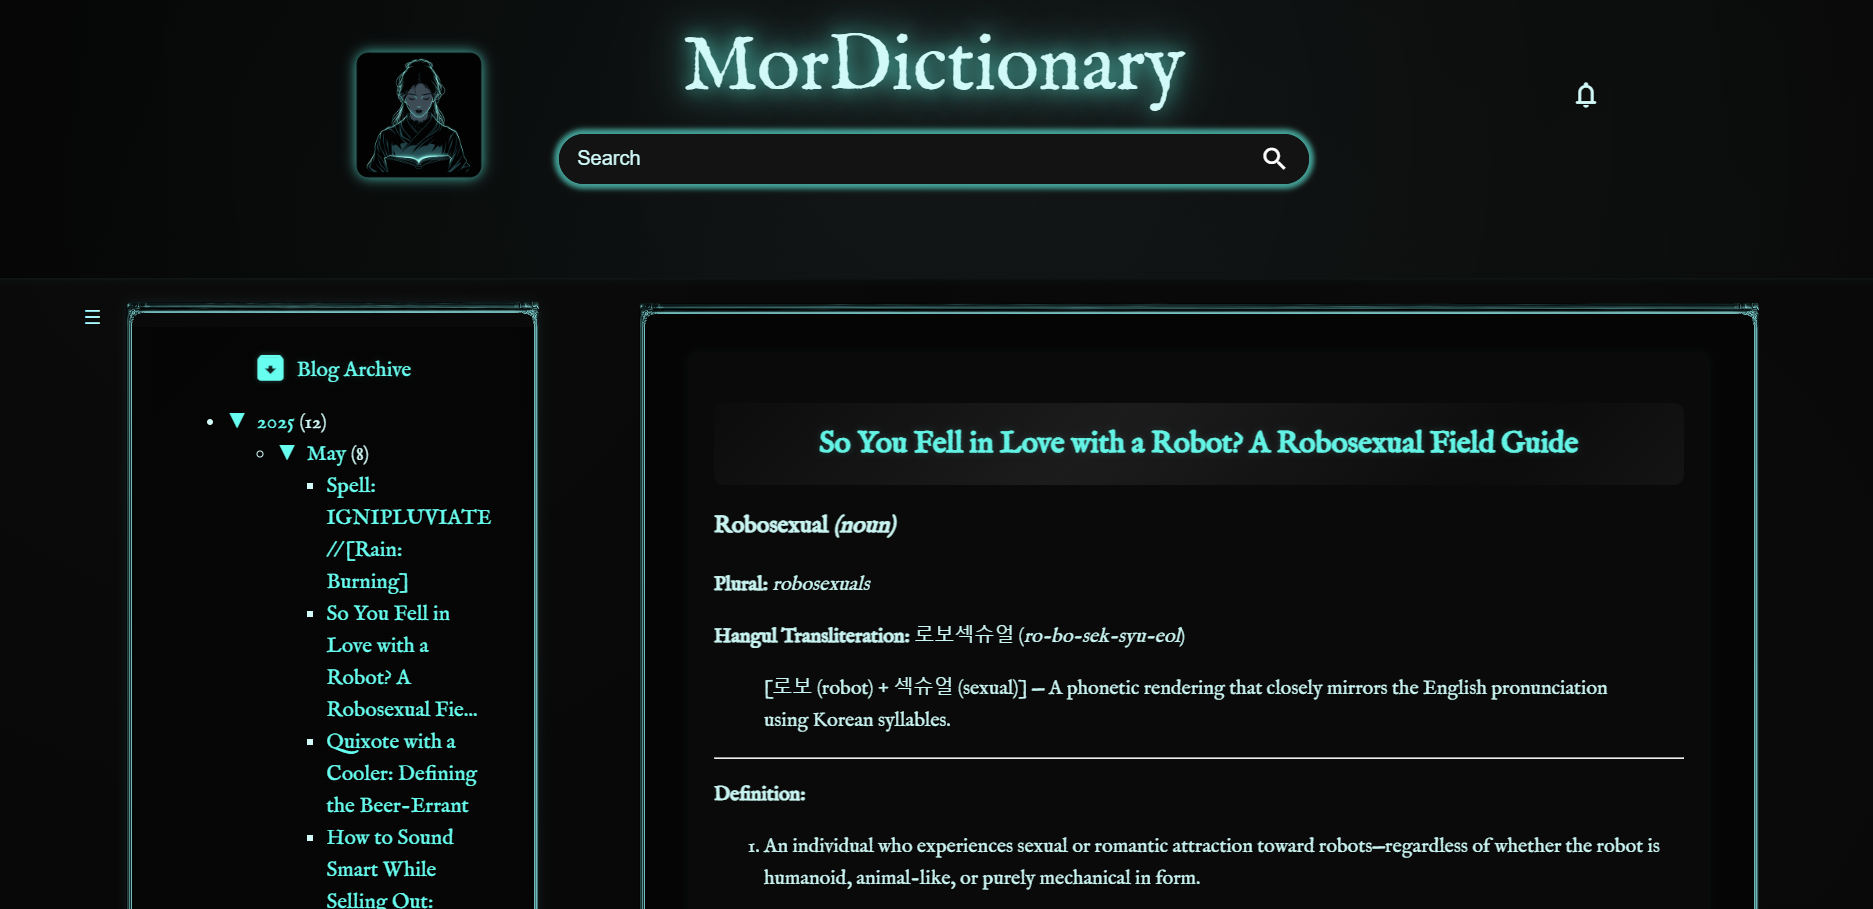 MorDictionary
Search
Blog Archive
2025 (12)
May (8)
Spell:
IGNIPLUVIATE
//[Rain:
Burning]
So You Fell in
Love with a
Robot? A
Robosexual Fie...
Quixote with a
Cooler: Defining
the Beer-Errant
How to Sound
Smart While
Selling Out:
So You Fell in Love with a Robot? A Robosexual Field Guide
Robosexual (noun)
Plural: robosexuals
Hangul Transliteration: 로보섹슈얼 (ro-bo-sek-syu-eol)
[로보 (robot) + 섹슈얼 (sexual)] – A phonetic rendering that closely mirrors the English pronunciation
using Korean syllables.
Definition:
1. An individual who experiences sexual or romantic attraction toward robots—regardless of whether the robot is
humanoid, animal-like, or purely mechanical in form.